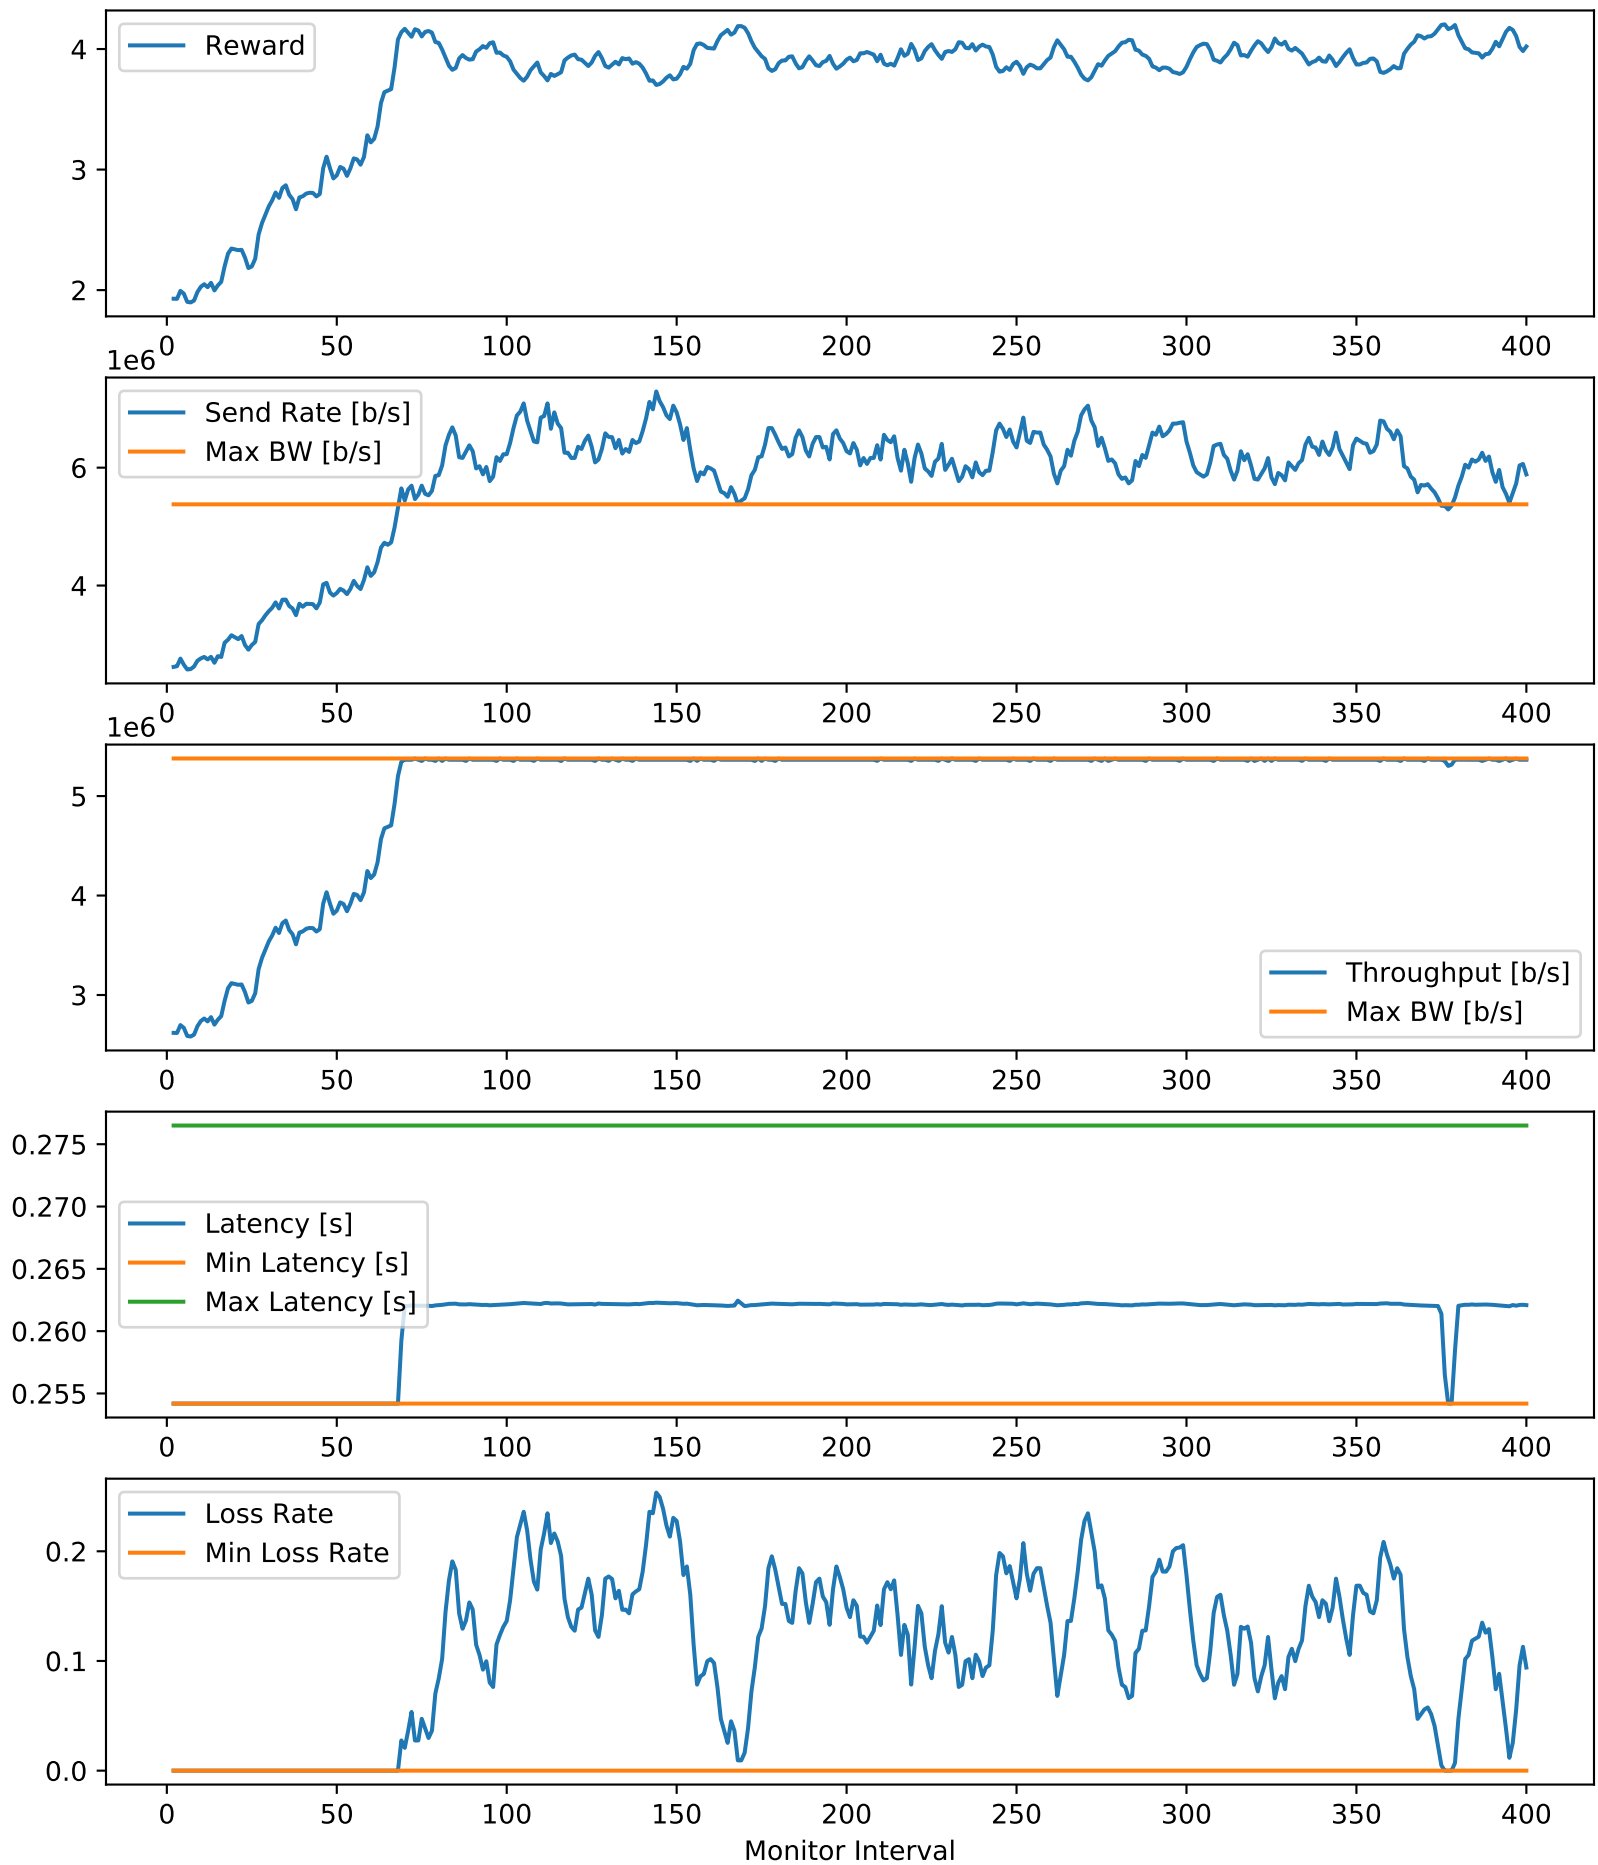 Reward
4
3
2
0 50 100 150 200 250 300 350 400
1e6
Send Rate [b/s]
Max BW [b/s]
6
4
0 50 100 150 200 250 300 350 400
1e6
5
4
3
Throughput [b/s]
Max BW [b/s]
0 50 100 150 200 250 300 350 400
0.275
0.270
0.265
0.260
0.255
Latency [s]
Min Latency [s]
Max Latency [s]
0 50 100 150 200 250 300 350 400
Loss Rate
Min Loss Rate
0.2
0.1
0.0
0 50 100 150 200 250 300 350 400
Monitor Interval